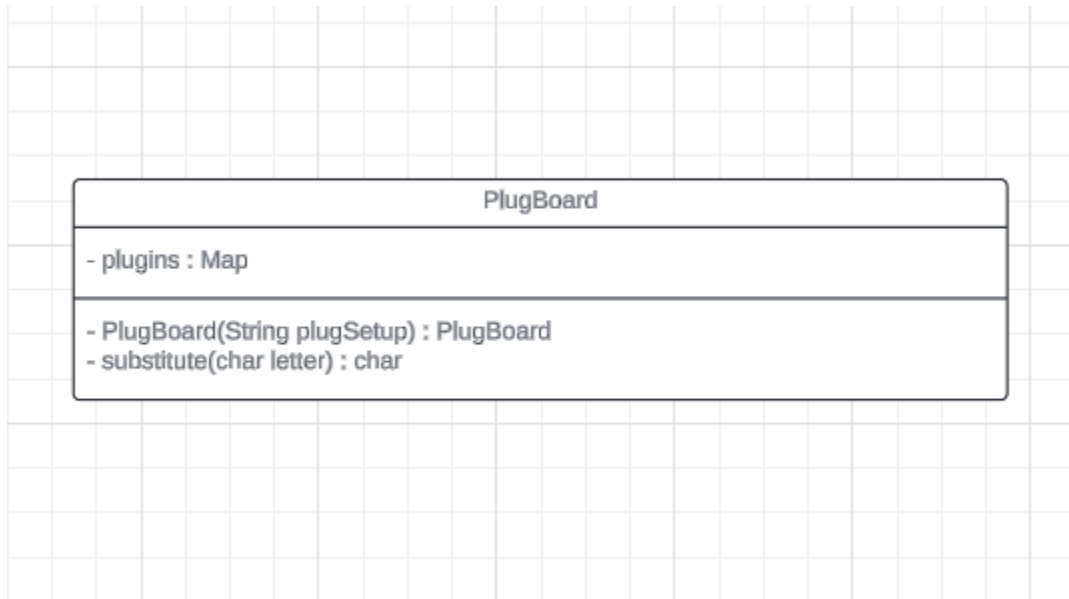 PlugBoard
- plugins : Map
- PlugBoard(String plugSetup) : PlugBoard
- substitute(char letter) : char